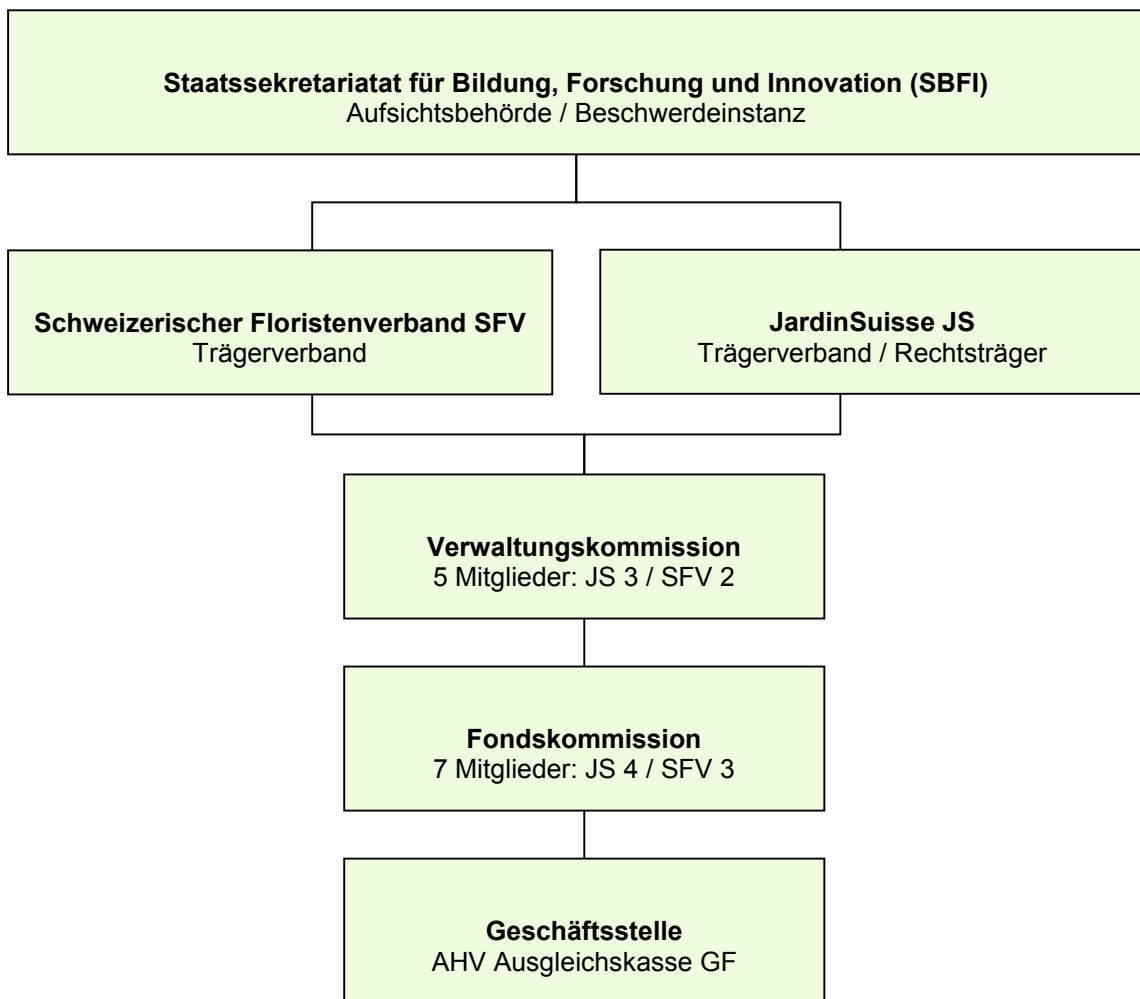 Staatssekretariatat für Bildung, Forschung und Innovation (SBFI)
Aufsichtsbehörde / Beschwerdeinstanz
Schweizerischer Floristenverband SFV
Trägerverband
JardinSuisse JS
Trägerverband / Rechtsträger
Verwaltungskommission
5 Mitglieder: JS 3 / SFV 2
Fondskommission
7 Mitglieder: JS 4 / SFV 3
Geschäftsstelle
AHV Ausgleichskasse GF